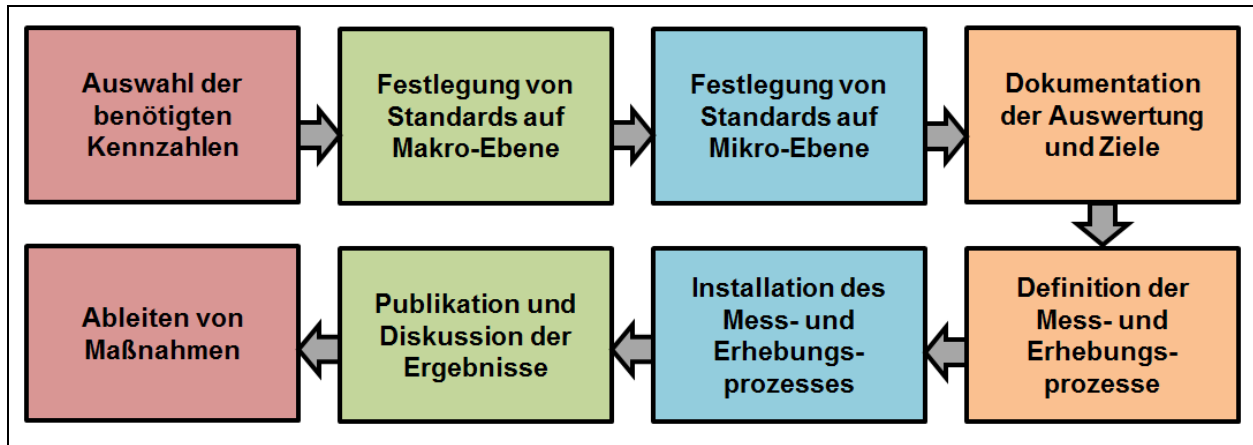 Auswahl der
benötigten
Kennzahlen
Festlegung von
Standards auf
Makro-Ebene
Festlegung von
Standards auf
Mikro-Ebene
Dokumentation
der Auswertung
und Ziele
Definition der
Mess- und
Erhebungs-
prozesse
Installation des
Mess- und
Erhebungs-
prozesses
Publikation und
Diskussion der
Ergebnisse
Ableiten von
Maßnahmen